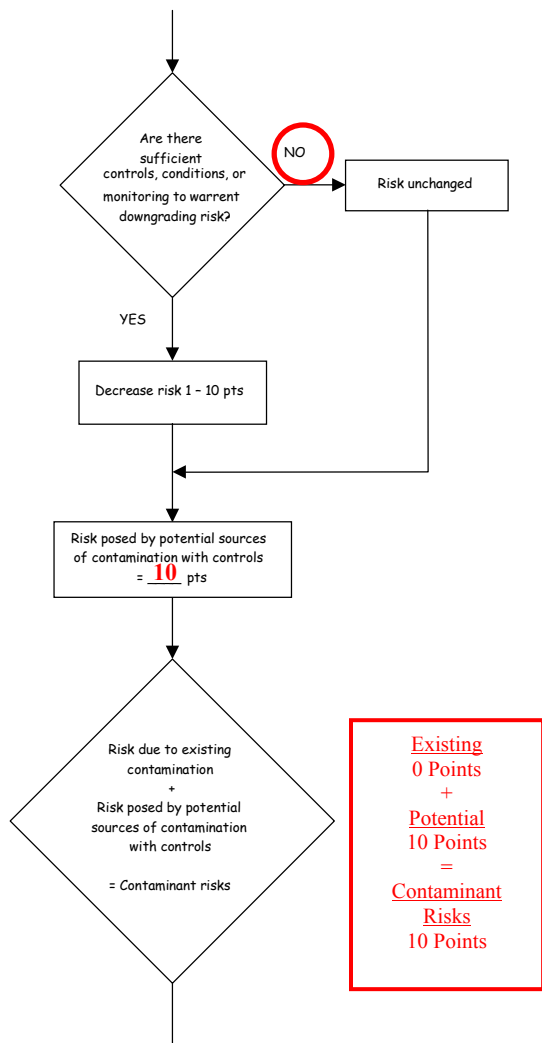 Are there
sufficient
controls, conditions, or
monitoring to warrent
downgrading risk?
NO
Risk unchanged
YES
Decrease risk 1 – 10 pts
Risk posed by potential sources
of contamination with controls
= 10 pts
Risk due to existing
contamination
+
Risk posed by potential
sources of contamination
with controls
= Contaminant risks
Existing
0 Points
+
Potential
10 Points
=
Contaminant
Risks
10 Points